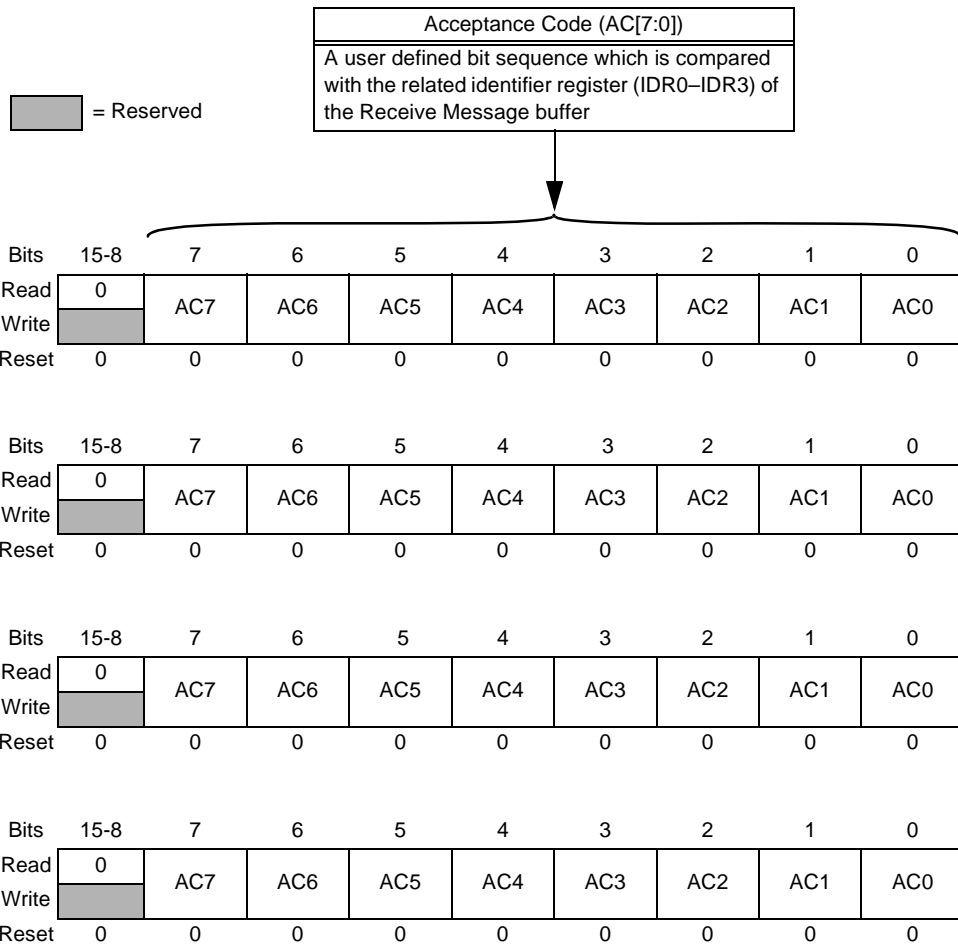 Acceptance Code (AC[7:0])
A user defined bit sequence which is compared
with the related identifier register (IDR0–IDR3) of
the Receive Message buffer
= Reserved
Bits 15-8 7 6 5 4 3 2 1 0
Read 0 AC7 AC6 AC5 AC4 AC3 AC2 AC1 AC0
Write
Reset 0 0 0 0 0 0 0 0 0
Bits 15-8 7 6 5 4 3 2 1 0
Read 0 AC7 AC6 AC5 AC4 AC3 AC2 AC1 AC0
Write
Reset 0 0 0 0 0 0 0 0 0
Bits 15-8 7 6 5 4 3 2 1 0
Read 0 AC7 AC6 AC5 AC4 AC3 AC2 AC1 AC0
Write
Reset 0 0 0 0 0 0 0 0 0
Bits 15-8 7 6 5 4 3 2 1 0
Read 0 AC7 AC6 AC5 AC4 AC3 AC2 AC1 AC0
Write
Reset 0 0 0 0 0 0 0 0 0